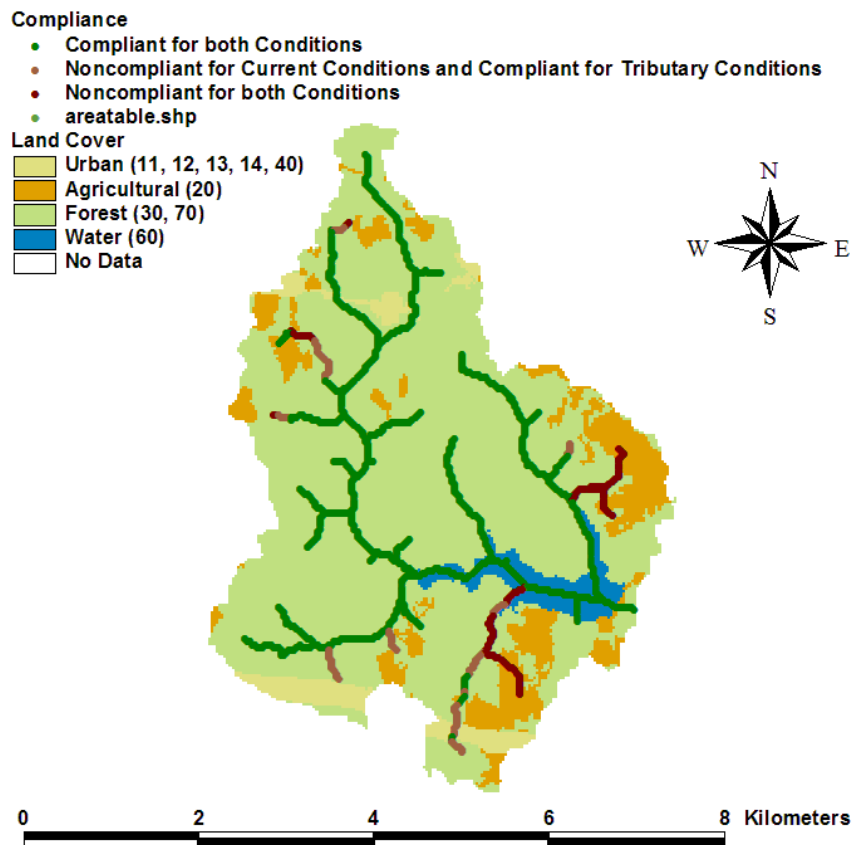 Compliance
Compliant for both Conditions
Noncompliant for Current Conditions and Compliant for Tributary Conditions
Noncompliant for both Conditions
areatable.shp
Land Cover
Urban (11, 12, 13, 14, 40)
Agricultural (20)
Forest (30, 70)
Water (60)
No Data
N
W E
S
0 2 4 6 8 Kilometers